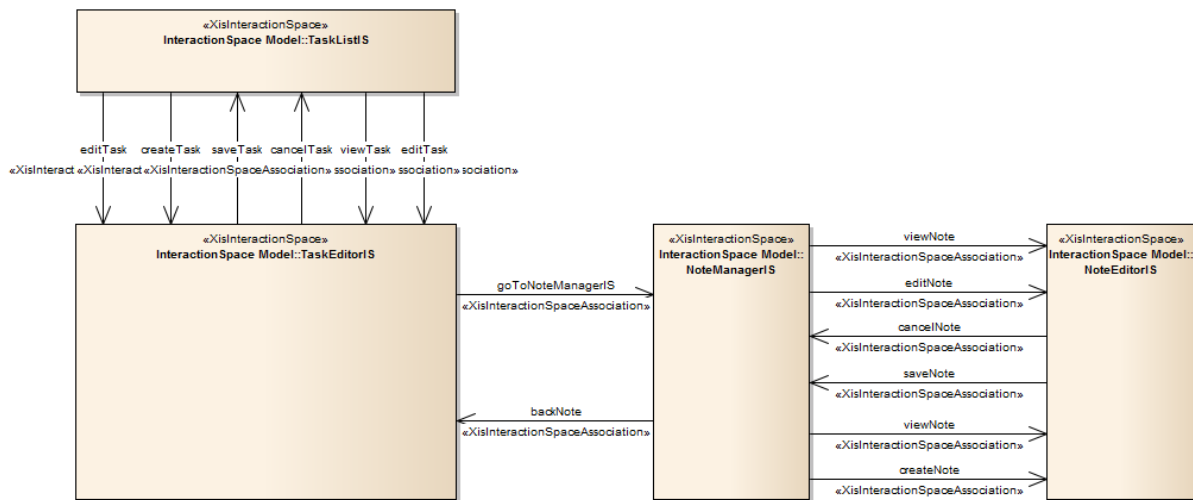 «XisInteractionSpace»
InteractionSpace Model::TaskListIS
editTask createTask saveTask cancelTask viewTask editTask
«XisInteract «XisInteract «XisInteractionSpaceAssociation» ssociation» ssociation» sociation»
«XisInteractionSpace»
InteractionSpace Model::TaskEditorIS
goToNoteManagerIS
«XisInteractionSpaceAssociation»
backNote
«XisInteractionSpaceAssociation»
«XisInteractionSpace»
InteractionSpace Model::
NoteManagerIS
viewNote
«XisInteractionSpaceAssociation»
editNote
«XisInteractionSpaceAssociation»
cancelNote
«XisInteractionSpaceAssociation»
saveNote
«XisInteractionSpaceAssociation»
viewNote
«XisInteractionSpaceAssociation»
createNote
«XisInteractionSpaceAssociation»
«XisInteractionSpace»
InteractionSpace Model::
NoteEditorIS